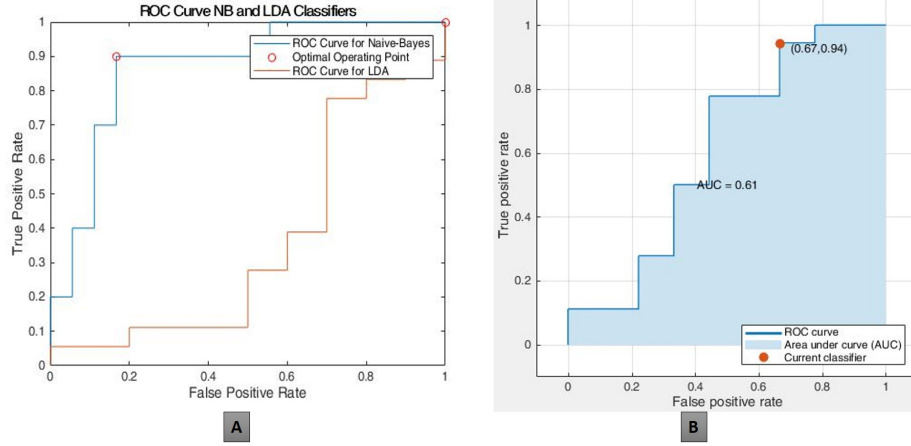 ROC Curve NB and LDA Classifiers
ROC Curve for Naive-Bayes
Optimal Operating Point
ROC Curve for LDA
True Positive Rate
1
0.9
0.8
0.7
0.6
0.5
0.4
0.3
0.2
0.1
0
0 0.2 0.4 0.6 0.8 1
False Positive Rate
A
True positive rate
1
0.8
0.6
0.4
0.2
0
(0.67,0.94)
AUC = 0.61
ROC curve
Area under curve (AUC)
Current classifier
0 0.2 0.4 0.6 0.8 1
False positive rate
B